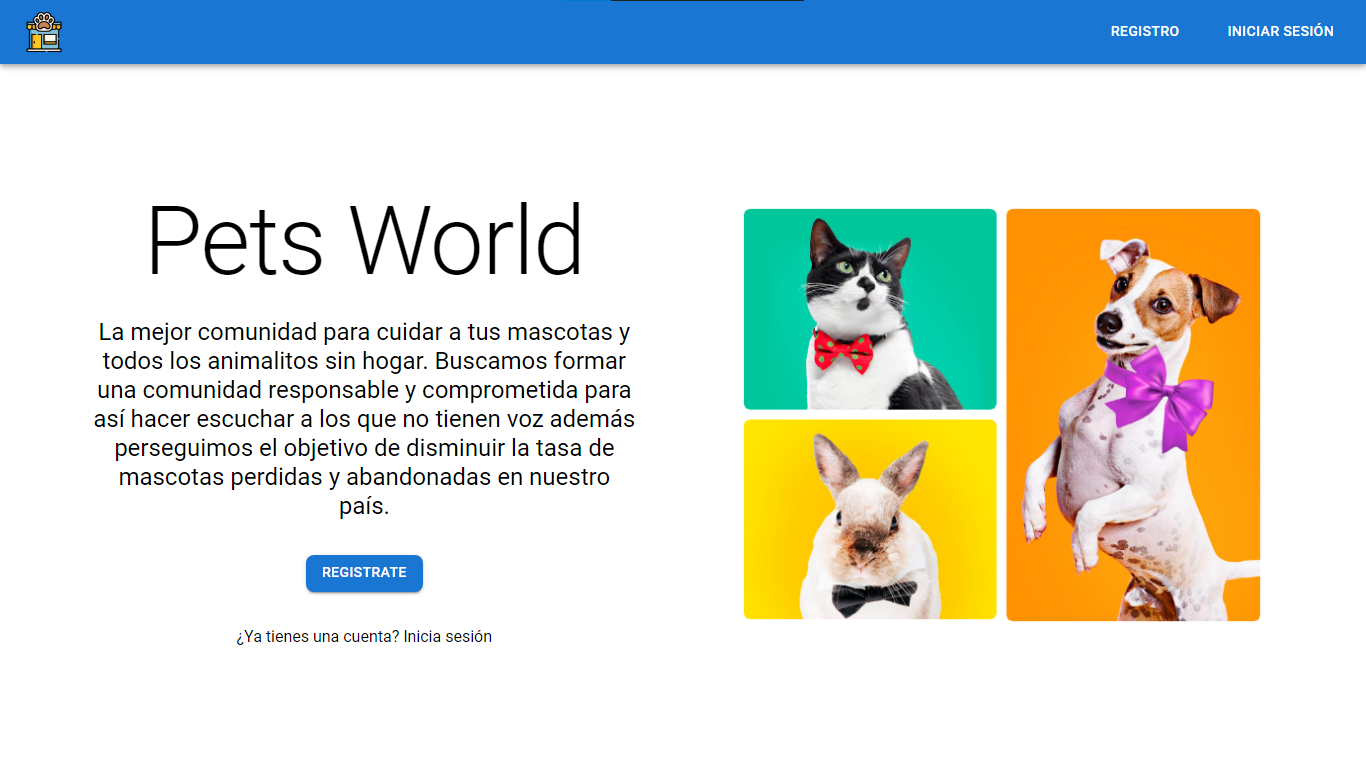 REGISTRO
INICIAR SESIÓN
Pets World
La mejor comunidad para cuidar a tus mascotas y
todos los animalitos sin hogar. Buscamos formar
una comunidad responsable y comprometida para
así hacer escuchar a los que no tienen voz además
perseguimos el objetivo de disminuir la tasa de
mascotas perdidas y abandonadas en nuestro
país.
REGISTRATE
¿Ya tienes una cuenta? Inicia sesión